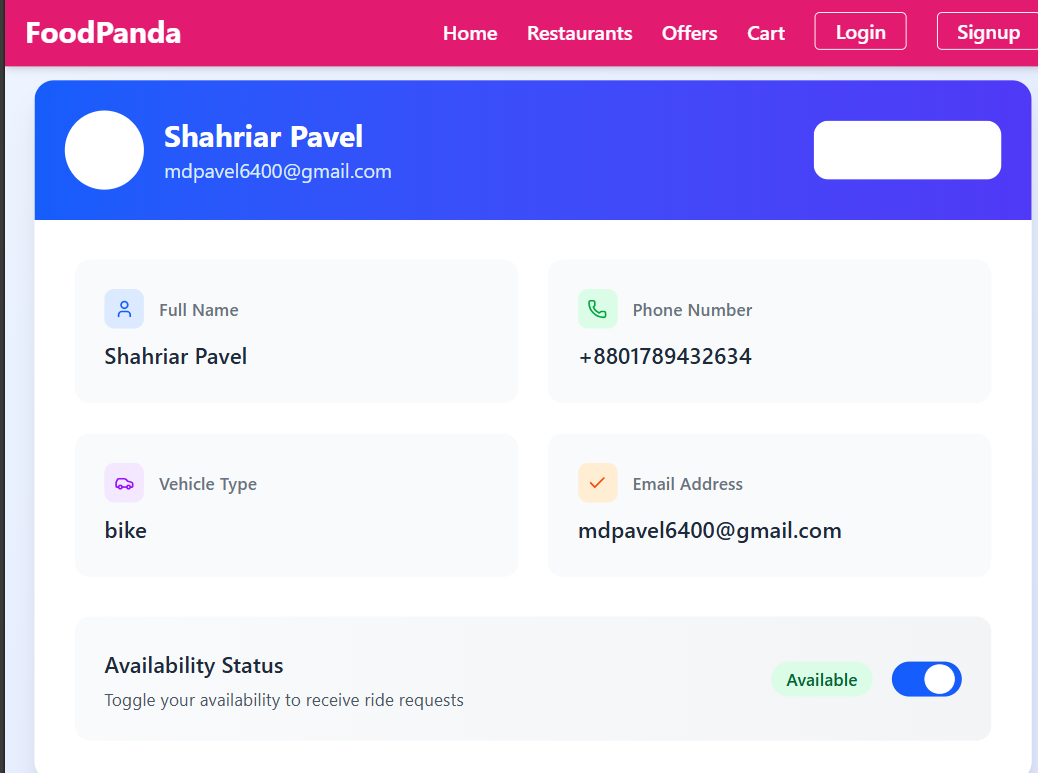 FoodPanda
Home Restaurants Offers Cart Login Signup
Shahriar Pavel
mdpavel6400@gmail.com
Full Name
Shahriar Pavel
Phone Number
+8801789432634
Vehicle Type
bike
Email Address
mdpavel6400@gmail.com
Availability Status
Toggle your availability to receive ride requests
Available